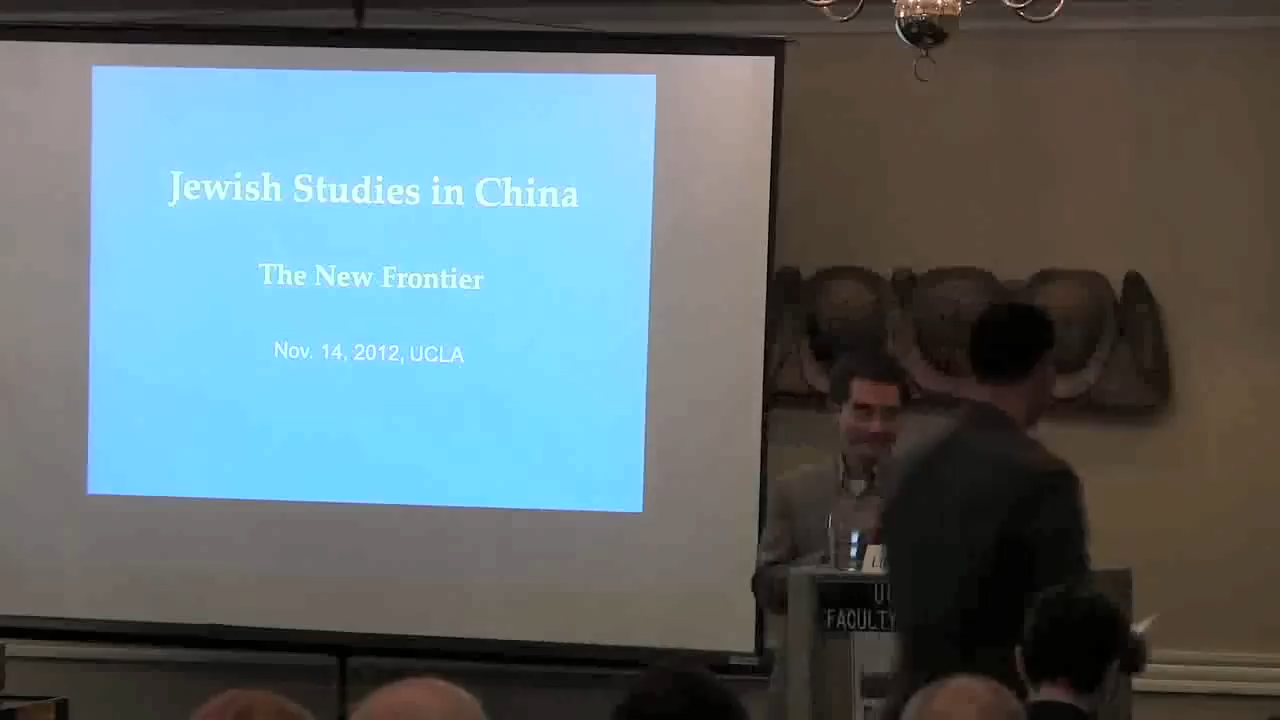 Jewish Studies in China
The New Frontier
Nov. 14, 2012, UCLA
FACULTY